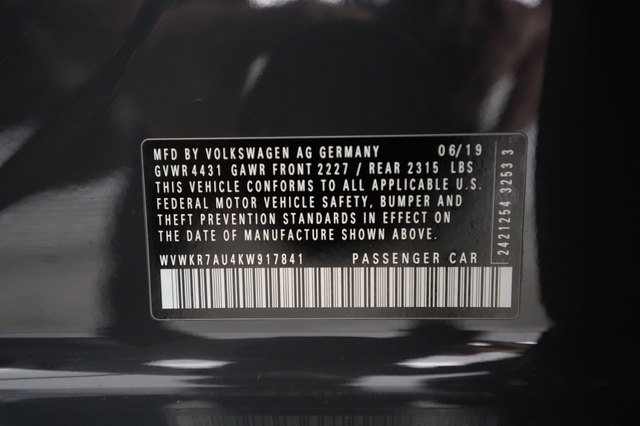 MFD BY VOLKSWAGEN AG GERMANY 06/19
GVWR 4431 GAWR FRONT 2227 / REAR 2315 LBS
THIS VEHICLE CONFORMS TO ALL APPLICABLE U.S.
FEDERAL MOTOR VEHICLE SAFETY, BUMPER AND
THEFT PREVENTION STANDARDS IN EFFECT ON
THE DATE OF MANUFACTURE SHOWN ABOVE.
WVWKR7AU4KW917841 PASSENGER CAR
2421254 3253 3